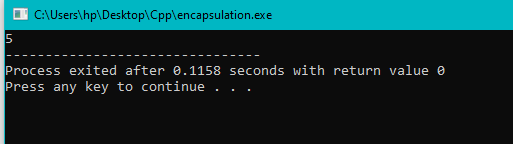 C:\Users\hp\Desktop\Cpp\encapsulation.exe
5
--------------------------------
Process exited after 0.1158 seconds with return value 0
Press any key to continue . . .